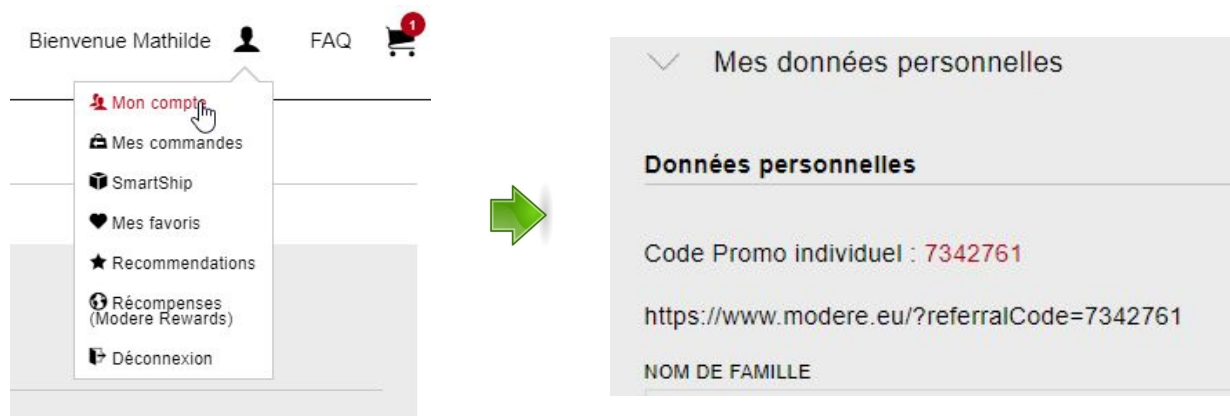 Bienvenue Mathilde
FAQ
1
Mon compte
Mes commandes
SmartShip
Mes favoris
Recommendations
Récompenses
(Modere Rewards)
Déconnexion
Mes données personnelles
Données personnelles
Code Promo individuel : 7342761
https://www.modere.eu/?referralCode=7342761
NOM DE FAMILLE